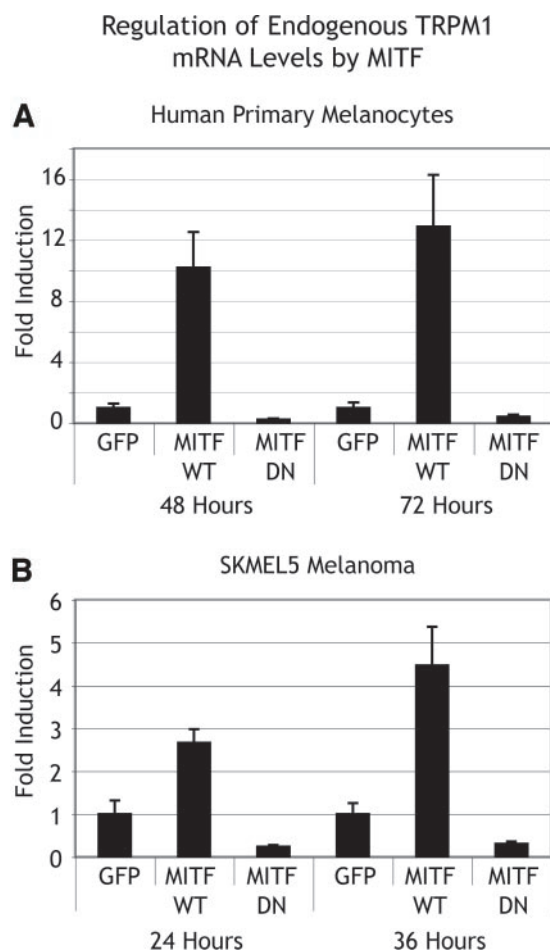 Regulation of Endogenous TRPM1
mRNA Levels by MITF
A
Human Primary Melanocytes
Fold Induction
16
12
8
4
0
GFP MITF MITF GFP MITF MITF
WT DN WT DN
48 Hours 72 Hours
B
SKMEL5 Melanoma
Fold Induction
6
5
4
3
2
1
0
GFP MITF MITF GFP MITF MITF
WT DN WT DN
24 Hours 36 Hours